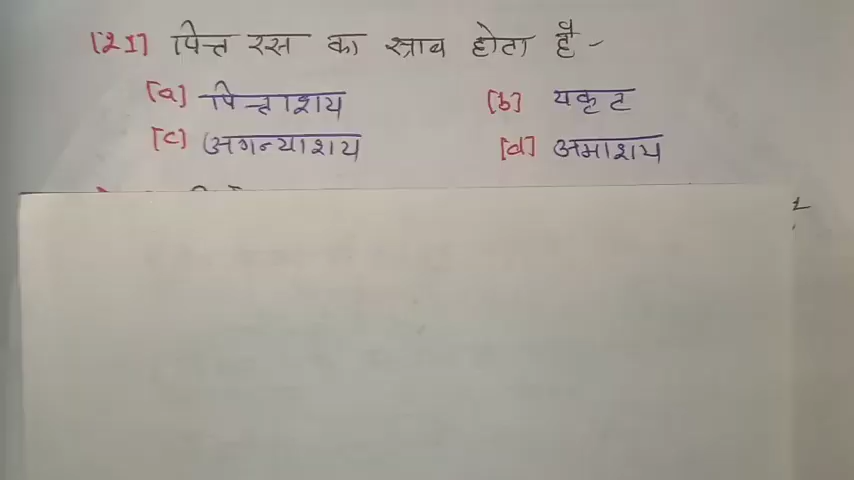 [21] पित्त रस का स्राव होता है -
[a] पित्ताशय [b] यकृट
[c] अगन्याशय [d] अमाशय